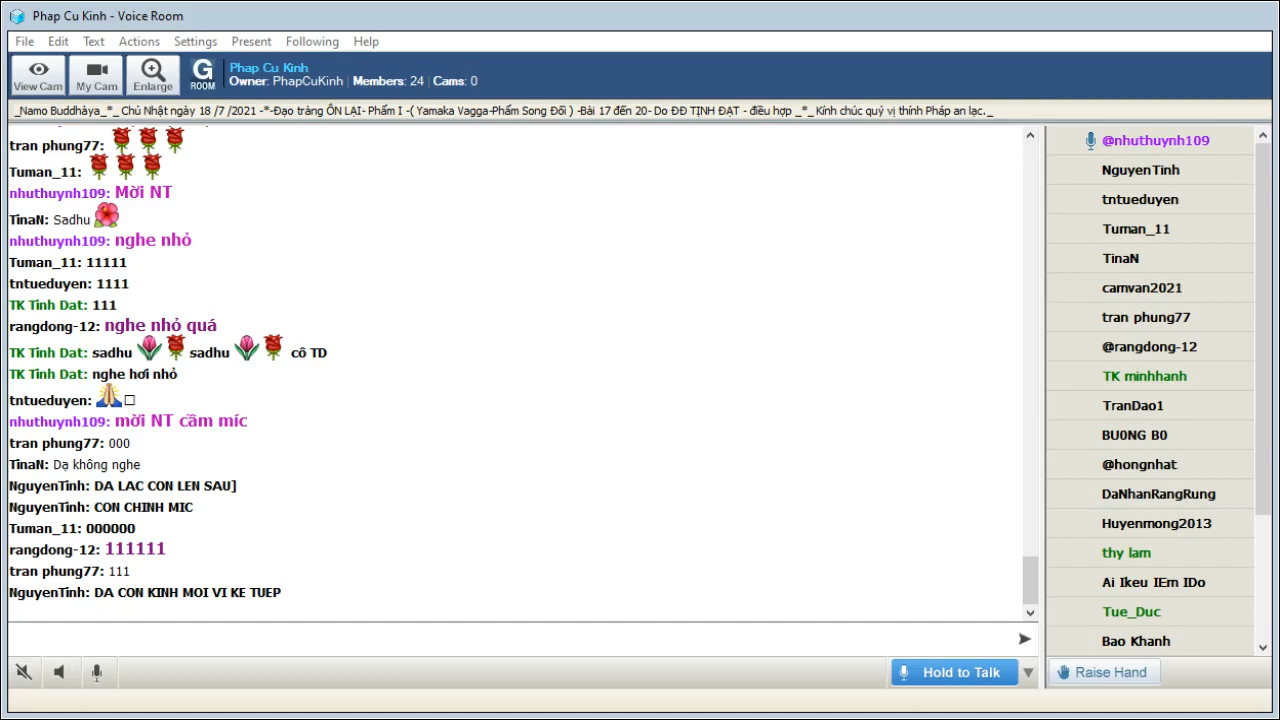 Phap Cu Kinh - Voice Room
File Edit Text Actions Settings Present Following Help
View Cam My Cam Enlarge G ROOM
Phap Cu Kinh
Owner: PhapCuKinh | Members: 24 | Cams: 0
_Namo Buddhàya_*_ Chủ Nhật ngày 18 /7 /2021 -*-Đạo tràng ÔN LẠI- Phẩm I -( Yamaka Vagga-Phẩm Song Đối ) -Bài 17 đến 20- Do ĐĐ TỊNH ĐẠT - điều hợp _*_ Kính chúc quý vị thính Pháp an lạc._
tran phung77:
Tuman_11:
nhuthuynh109: Mời NT
TinaN: Sadhu
nhuthuynh109: nghe nhỏ
Tuman_11: 11111
tntueduyen: 1111
TK Tinh Dat: 111
rangdong-12: nghe nhỏ quá
TK Tinh Dat: sadhu sadhu cô TD
TK Tinh Dat: nghe hơi nhỏ
tntueduyen:
nhuthuynh109: mời NT cầm míc
tran phung77: 000
TinaN: Dạ không nghe
NguyenTinh: DA LAC CON LEN SAU]
NguyenTinh: CON CHINH MIC
Tuman_11: 000000
rangdong-12: 111111
tran phung77: 111
NguyenTinh: DA CON KINH MOI VI KE TUEP
Hold to Talk
@nhuthuynh109
NguyenTinh
tntueduyen
Tuman_11
TinaN
camvan2021
tran phung77
@rangdong-12
TK minhhanh
TranDao1
BU0NG B0
@hongnhat
DaNhanRangRung
Huyenmong2013
thy lam
Ai Ikeu IEm IDo
Tue_Duc
Bao Khanh
Raise Hand